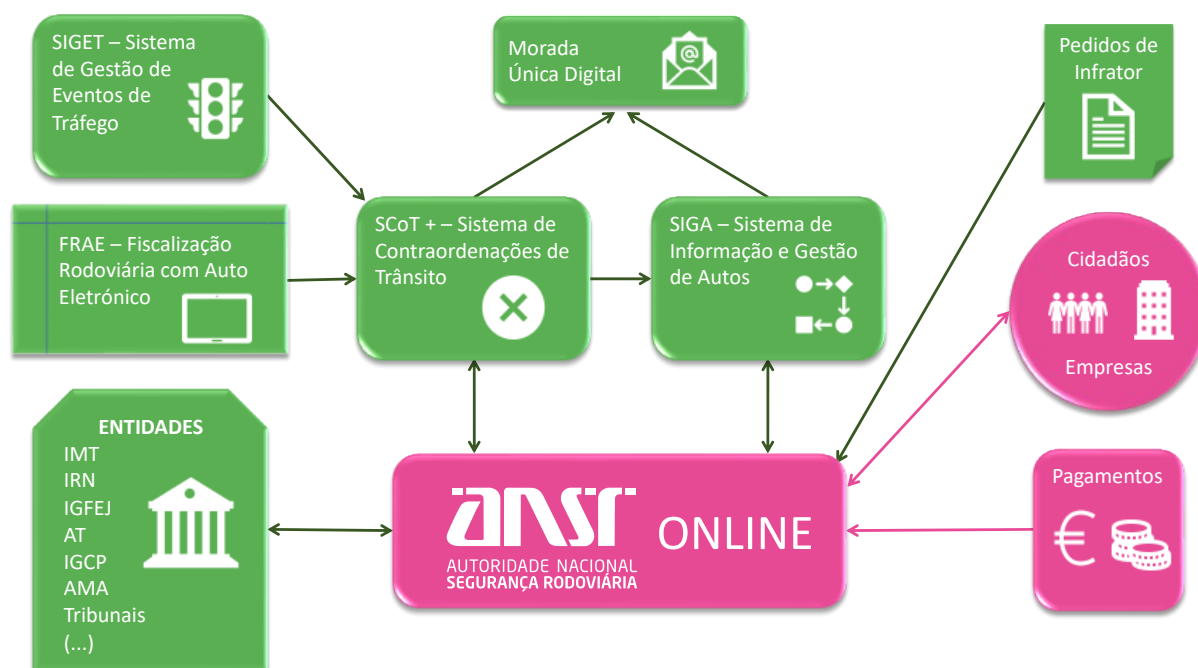 SIGET – Sistema
de Gestão de
Eventos de
Tráfego
Morada
Única Digital
@
Pedidos de
Infrator
FRAE – Fiscalização
Rodoviária com Auto
Eletrónico
SCoT + – Sistema de
Contraordenações de
Trânsito
SIGA – Sistema de
Informação e Gestão
de Autos
Cidadãos
Empresas
ENTIDADES
IMT
IRN
IGFEJ
AT
IGCP
AMA
Tribunais
(...)
ansr ONLINE
AUTORIDADE NACIONAL
SEGURANÇA RODOVIÁRIA
Pagamentos
€